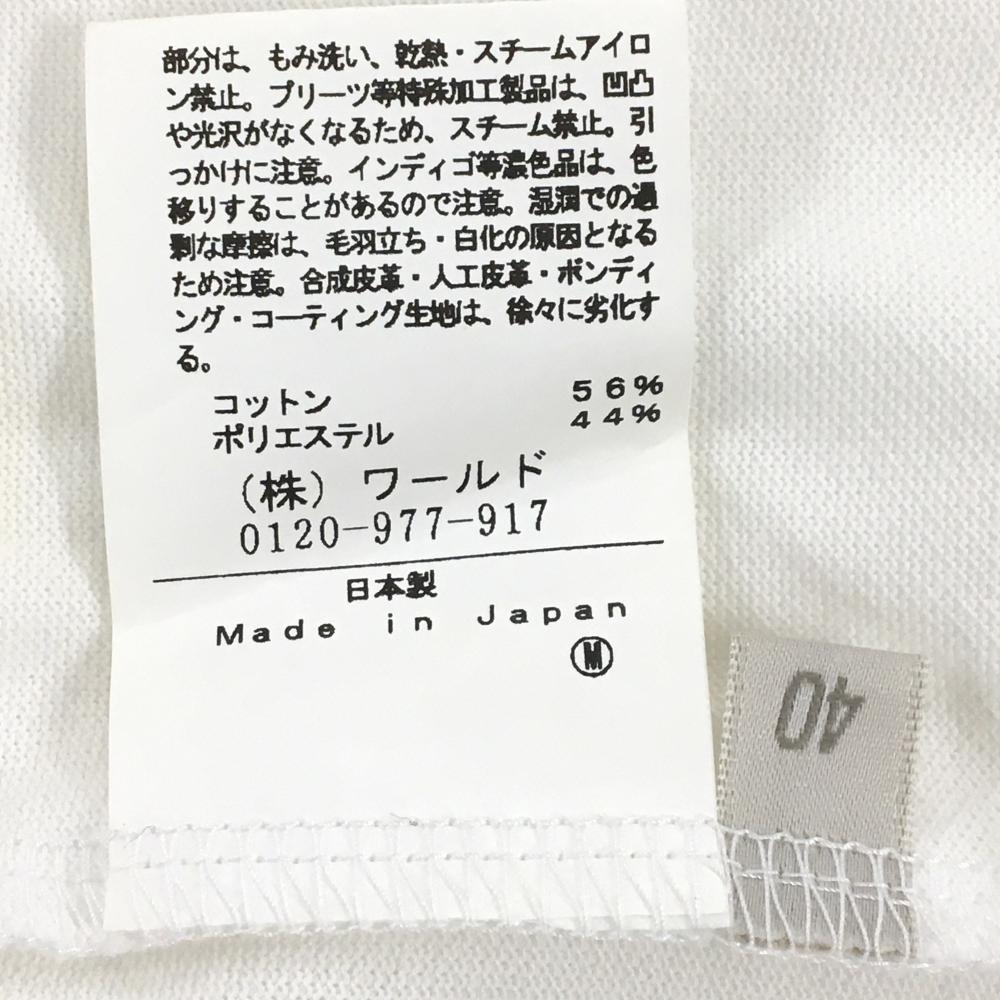 部分は、もみ洗い、乾熱・スチームアイロ
ン禁止。プリーツ等特殊加工製品は、凹凸
や光沢がなくなるため、スチーム禁止。引
っかけに注意。インディゴ等濃色品は、色
移りすることがあるので注意。湿潤での過
剰な摩擦は、毛羽立ち・白化の原因となる
ため注意。合成皮革・人工皮革・ボンディ
ング・コーティング生地は、徐々に劣化す
る。
コットン 56%
ポリエステル 44%
(株) ワールド
0120-977-917
日本製
Made in Japan
M
40